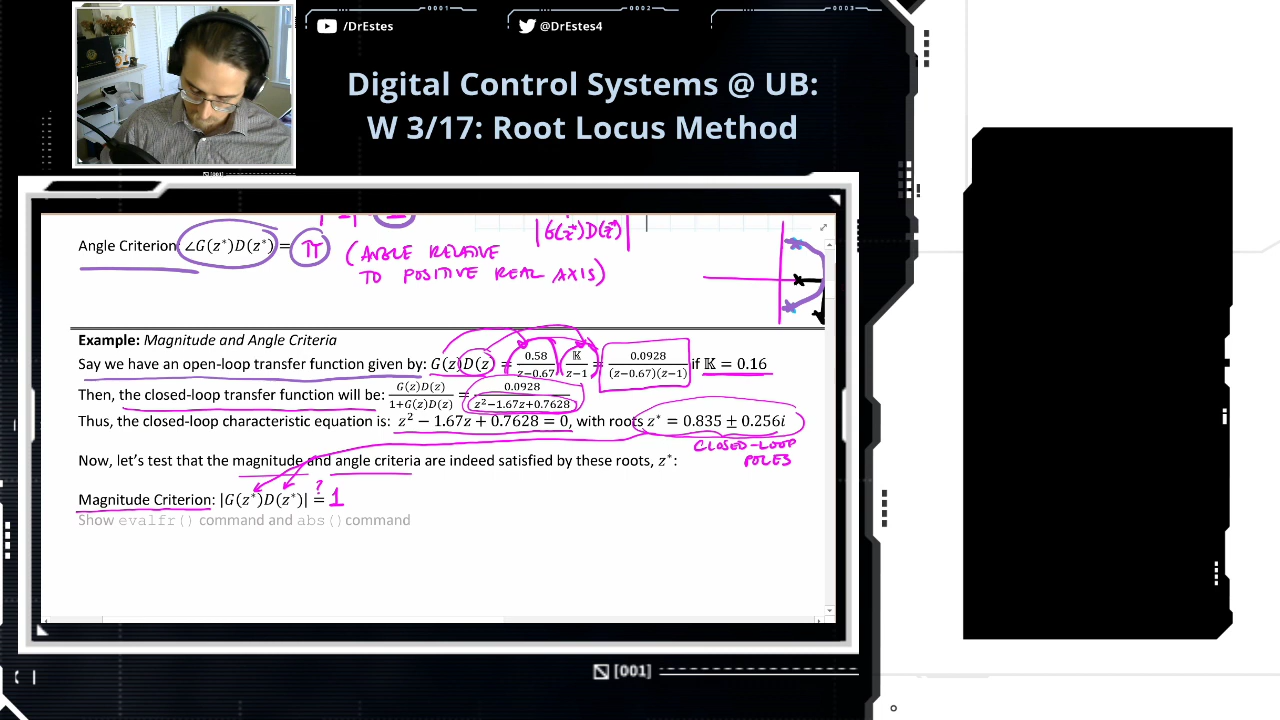 0001
0002
0003
/DrEstes
@DrEstes4
Digital Control Systems @ UB:
W 3/17: Root Locus Method
[001]
|G(z*)D(z*)|
Angle Criterion: ∠G(z*)D(z*) = π (ANGLE RELATIVE
TO POSITIVE REAL AXIS)
Example: Magnitude and Angle Criteria
Say we have an open-loop transfer function given by: G(z)D(z) = 0.58/(z−0.67) 𝕂/(z−1) = 0.0928/((z−0.67)(z−1)) if 𝕂 = 0.16
Then, the closed-loop transfer function will be: G(z)D(z)/(1+G(z)D(z)) = 0.0928/(z²−1.67z+0.7628)
Thus, the closed-loop characteristic equation is: z² − 1.67z + 0.7628 = 0, with roots z* = 0.835 ± 0.256i
CLOSED-LOOP
POLES
Now, let's test that the magnitude and angle criteria are indeed satisfied by these roots, z*:
Magnitude Criterion: |G(z*)D(z*)| =? 1
Show evalfr() command and abs() command
[001]